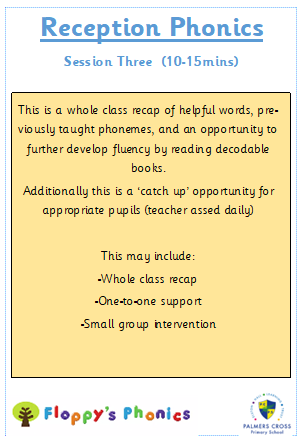 Reception Phonics
Session Three (10-15mins)
This is a whole class recap of helpful words, pre-
viously taught phonemes, and an opportunity to
further develop fluency by reading decodable
books.
Additionally this is a ‘catch up’ opportunity for
appropriate pupils (teacher assed daily)
This may include:
-Whole class recap
-One-to-one support
-Small group intervention
Floppy's Phonics
PALMERS CROSS
Primary School